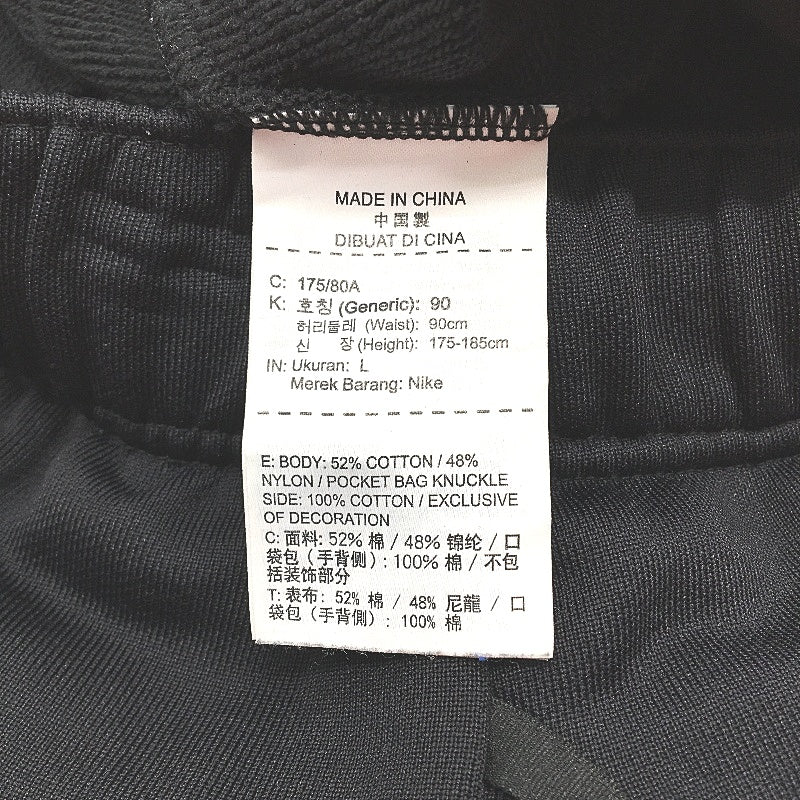 MADE IN CHINA
中国製
DIBUAT DI CINA
C: 175/80A
K: 호칭 (Generic): 90
허리둘레 (Waist): 90cm
신 장 (Height): 175-185cm
IN: Ukuran: L
Merek Barang: Nike
E: BODY: 52% COTTON / 48%
NYLON / POCKET BAG KNUCKLE
SIDE: 100% COTTON / EXCLUSIVE
OF DECORATION
C: 面料: 52% 棉 / 48% 锦纶 / 口
袋包 (手背侧) : 100% 棉 / 不包
括装饰部分
T: 表布: 52% 棉 / 48% 尼龍 / 口
袋包 (手背側) : 100% 棉